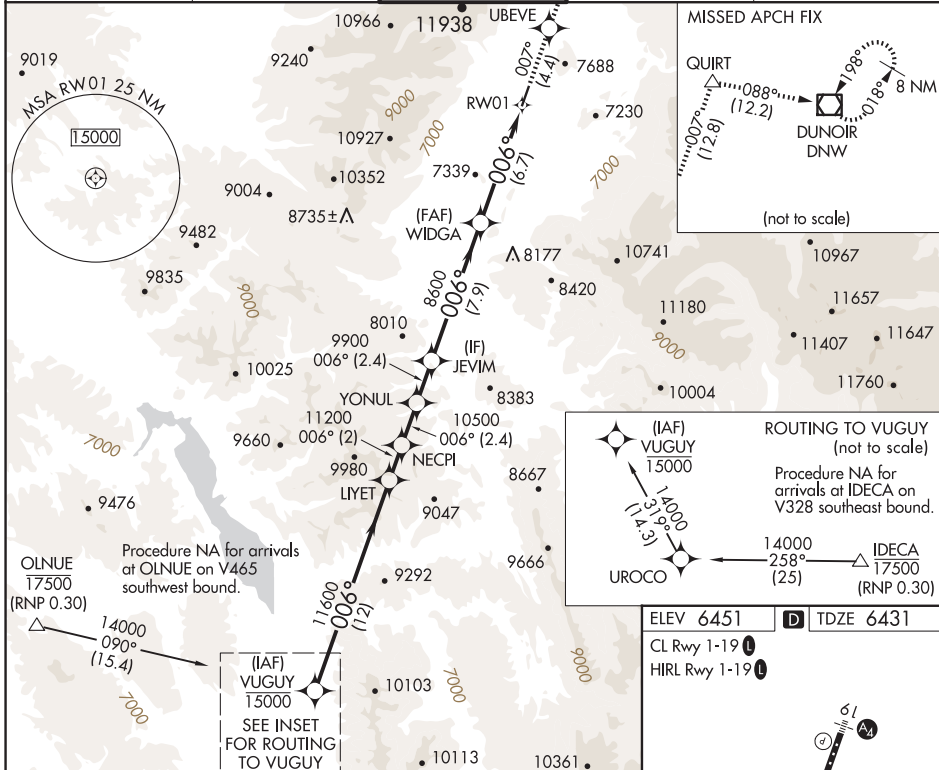 UBEVE
10966
11938
9240
9019
007°
(4.4)
7688
MSA RW01 25 NM
15000
9000
RW01
7230
10927
7000
006°
(6.7)
7000
10352
7339
9004
8735±
(FAF)
WIDGA
9482
8177
10741
9835
8420
10967
8600
006°
(7.9)
9000
11657
11180
8010
9900
006° (2.4)
(IF)
JEVIM
9000
11407
11647
10025
10004
11760
8383
YONUL
11200
006° (2)
10500
006° (2.4)
7000
9660
NECPI
9980
LIYET
8667
9476
9047
9666
Procedure NA for arrivals
at OLNUE on V465
southwest bound.
OLNUE
17500
(RNP 0.30)
9292
11600
006°
(12)
14000
090°
(15.4)
7000
(IAF)
VUGUY
15000
10103
7000
9000
SEE INSET
FOR ROUTING
TO VUGUY
10113
10361
MISSED APCH FIX
QUIRT
088°
(12.2)
198°
018°
8 NM
007°
(12.8)
DUNOIR
DNW
(not to scale)
(IAF)
VUGUY
15000
ROUTING TO VUGUY
(not to scale)
Procedure NA for
arrivals at IDECA on
V328 southeast bound.
14000
319°
(14.3)
UROCO
14000
258°
(25)
IDECA
17500
(RNP 0.30)
ELEV 6451
D
TDZE 6431
CL Rwy 1-19 L
HIRL Rwy 1-19 L
19
A4
P